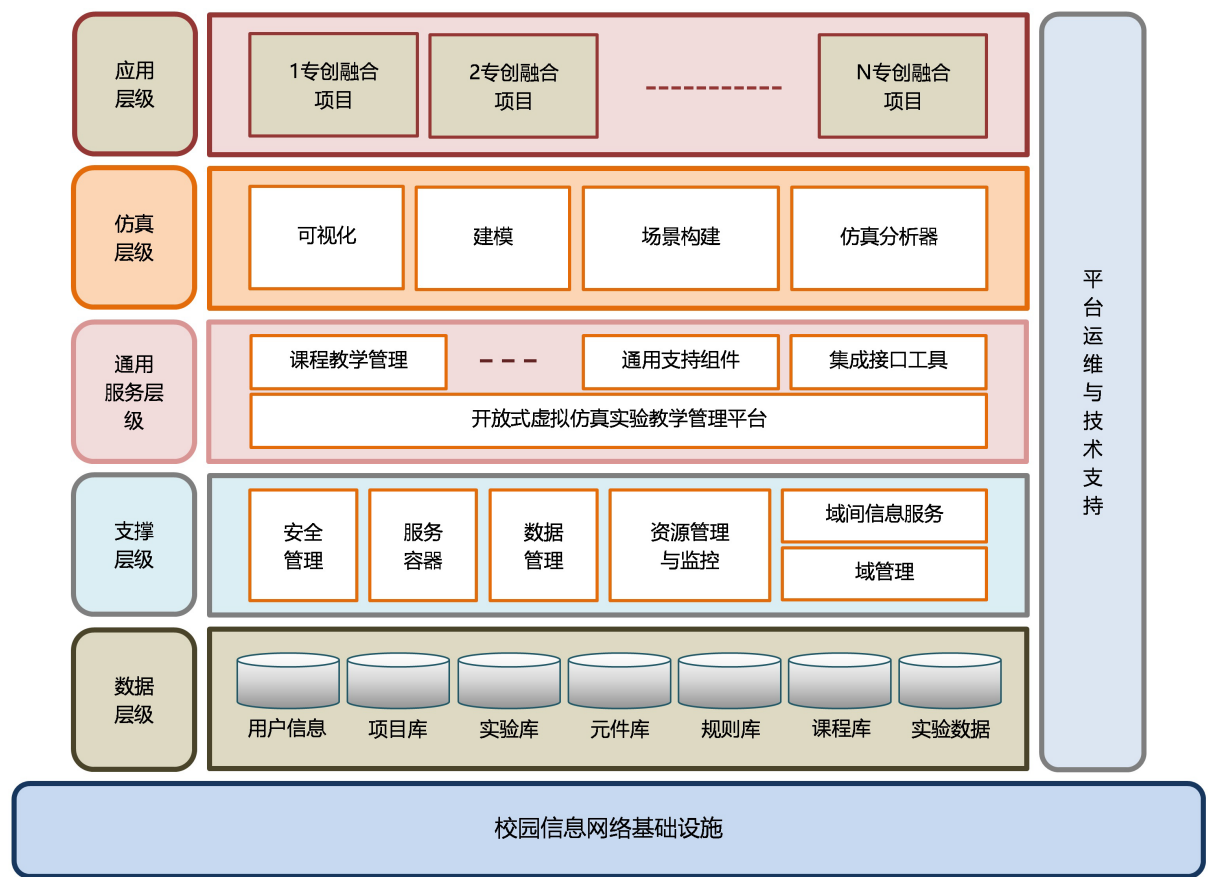 应用
层级
1专创融合
项目
2专创融合
项目
N专创融合
项目
仿真
层级
可视化
建模
场景构建
仿真分析器
通用
服务层
级
课程教学管理
通用支持组件
集成接口工具
开放式虚拟仿真实验教学管理平台
支撑
层级
安全
管理
服务
容器
数据
管理
资源管理
与监控
域间信息服务
域管理
数据
层级
用户信息
项目库
实验库
元件库
规则库
课程库
实验数据
平
台
运
维
与
技
术
支
持
校园信息网络基础设施